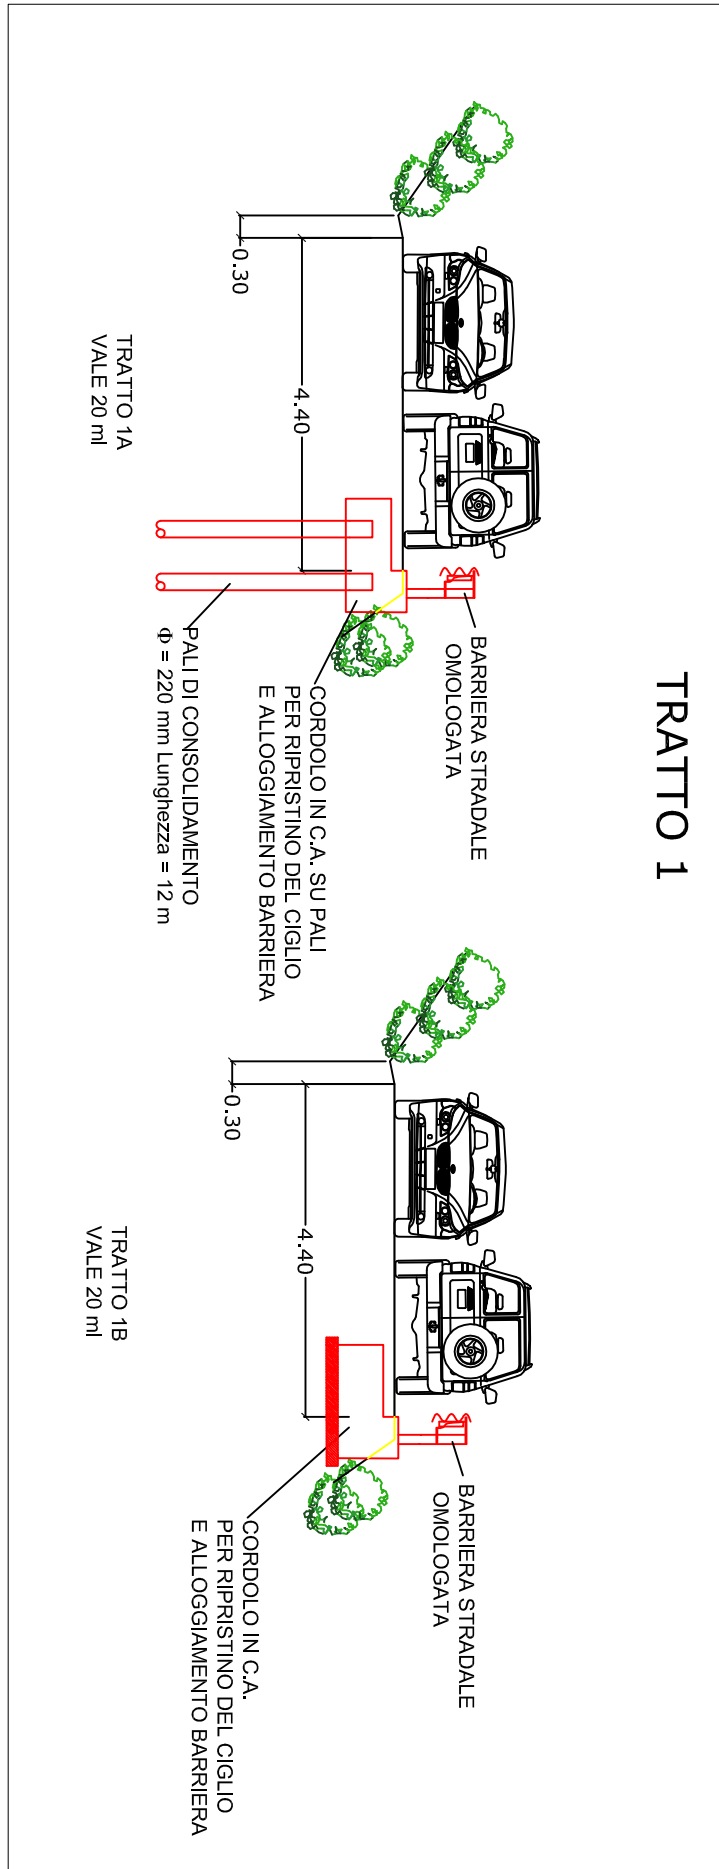 TRATTO 1
BARRIERA STRADALE
OMOLOGATA
0.30
4.40
CORDOLO IN C.A. SU PALI
PER RIPRISTINO DEL CIGLIO
E ALLOGGIAMENTO BARRIERA
PALI DI CONSOLIDAMENTO
Φ = 220 mm Lunghezza = 12 m
TRATTO 1A
VALE 20 ml
BARRIERA STRADALE
OMOLOGATA
0.30
4.40
CORDOLO IN C.A.
PER RIPRISTINO DEL CIGLIO
E ALLOGGIAMENTO BARRIERA
TRATTO 1B
VALE 20 ml